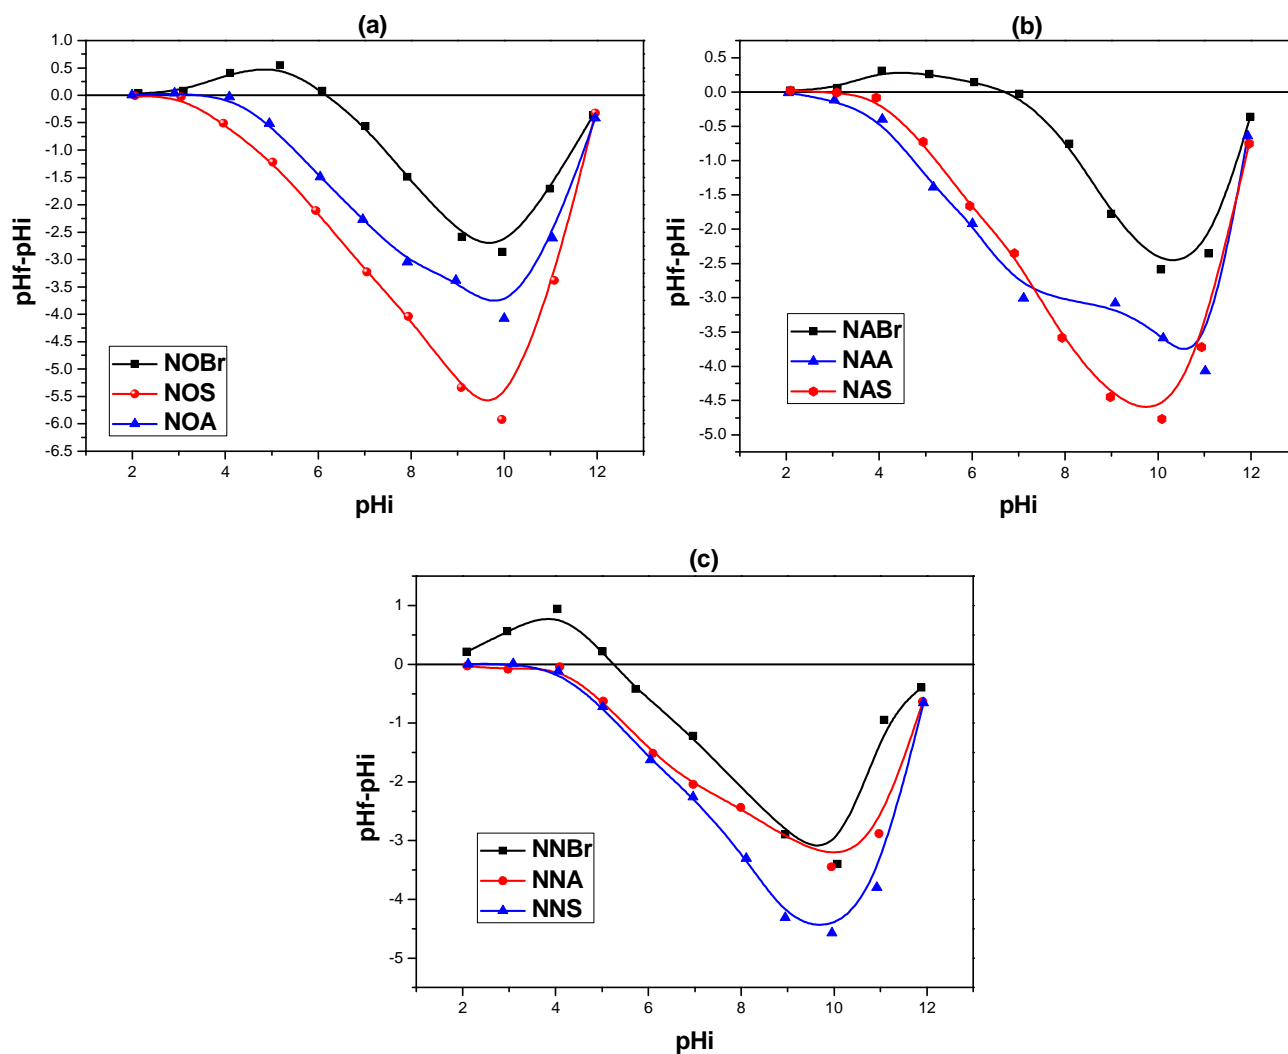 (a)
1.0
0.5
0.0
-0.5
-1.0
-1.5
-2.0
-2.5
-3.0
-3.5
-4.0
-4.5
-5.0
-5.5
-6.0
-6.5
pHf-pHi
NOBr
NOS
NOA
2 4 6 8 10 12
pHi
(b)
0.5
0.0
-0.5
-1.0
-1.5
-2.0
-2.5
-3.0
-3.5
-4.0
-4.5
-5.0
pHf-pHi
NABr
NAA
NAS
2 4 6 8 10 12
pHi
(c)
1
0
-1
-2
-3
-4
-5
pHf-pHi
NNBr
NNA
NNS
2 4 6 8 10 12
pHi